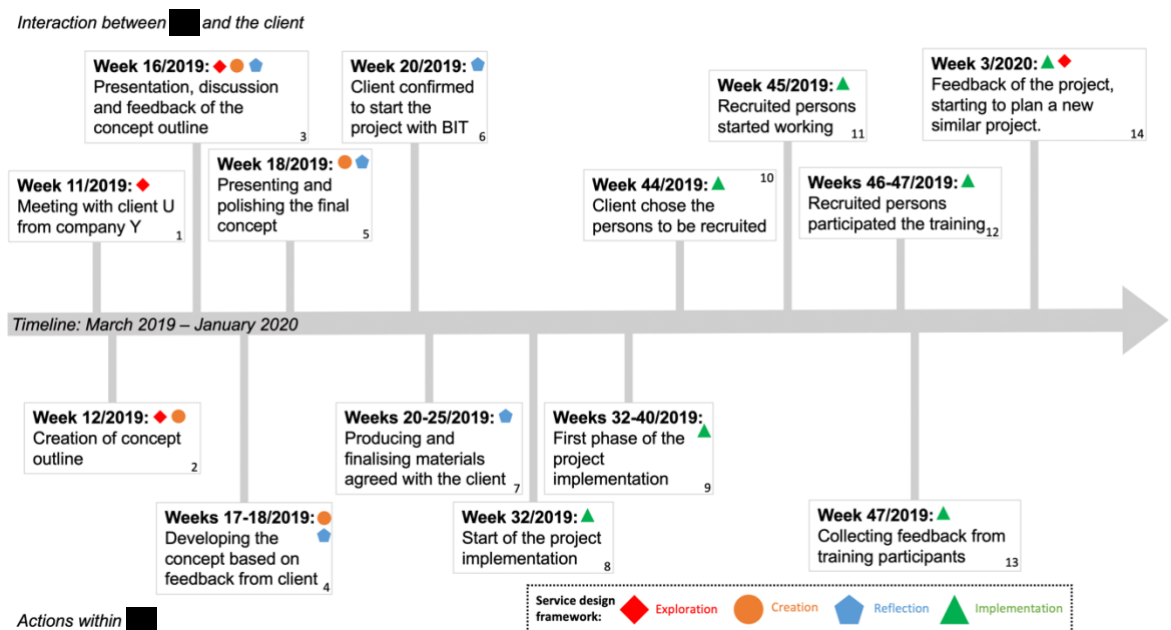 Interaction between and the client
Week 16/2019:
Presentation, discussion
and feedback of the
concept outline
3
Week 20/2019:
Client confirmed
to start the
project with BIT
6
Week 45/2019:
Recruited persons
started working
11
Week 3/2020:
Feedback of the project,
starting to plan a new
similar project.
14
Week 11/2019:
Meeting with client U
from company Y
1
Week 18/2019:
Presenting and
polishing the final
concept
5
Week 44/2019:
10
Client chose the
persons to be recruited
Weeks 46-47/2019:
Recruited persons
participated the training
12
Timeline: March 2019 – January 2020
Week 12/2019:
Creation of concept
outline
2
Weeks 20-25/2019:
Producing and
finalising materials
agreed with the client
7
Weeks 32-40/2019:
First phase of the
project
implementation
9
Weeks 17-18/2019:
Developing the
concept based on
feedback from client
4
Week 32/2019:
Start of the project
implementation
8
Week 47/2019:
Collecting feedback from
training participants
13
Actions within
Service design
framework:
Exploration
Creation
Reflection
Implementation